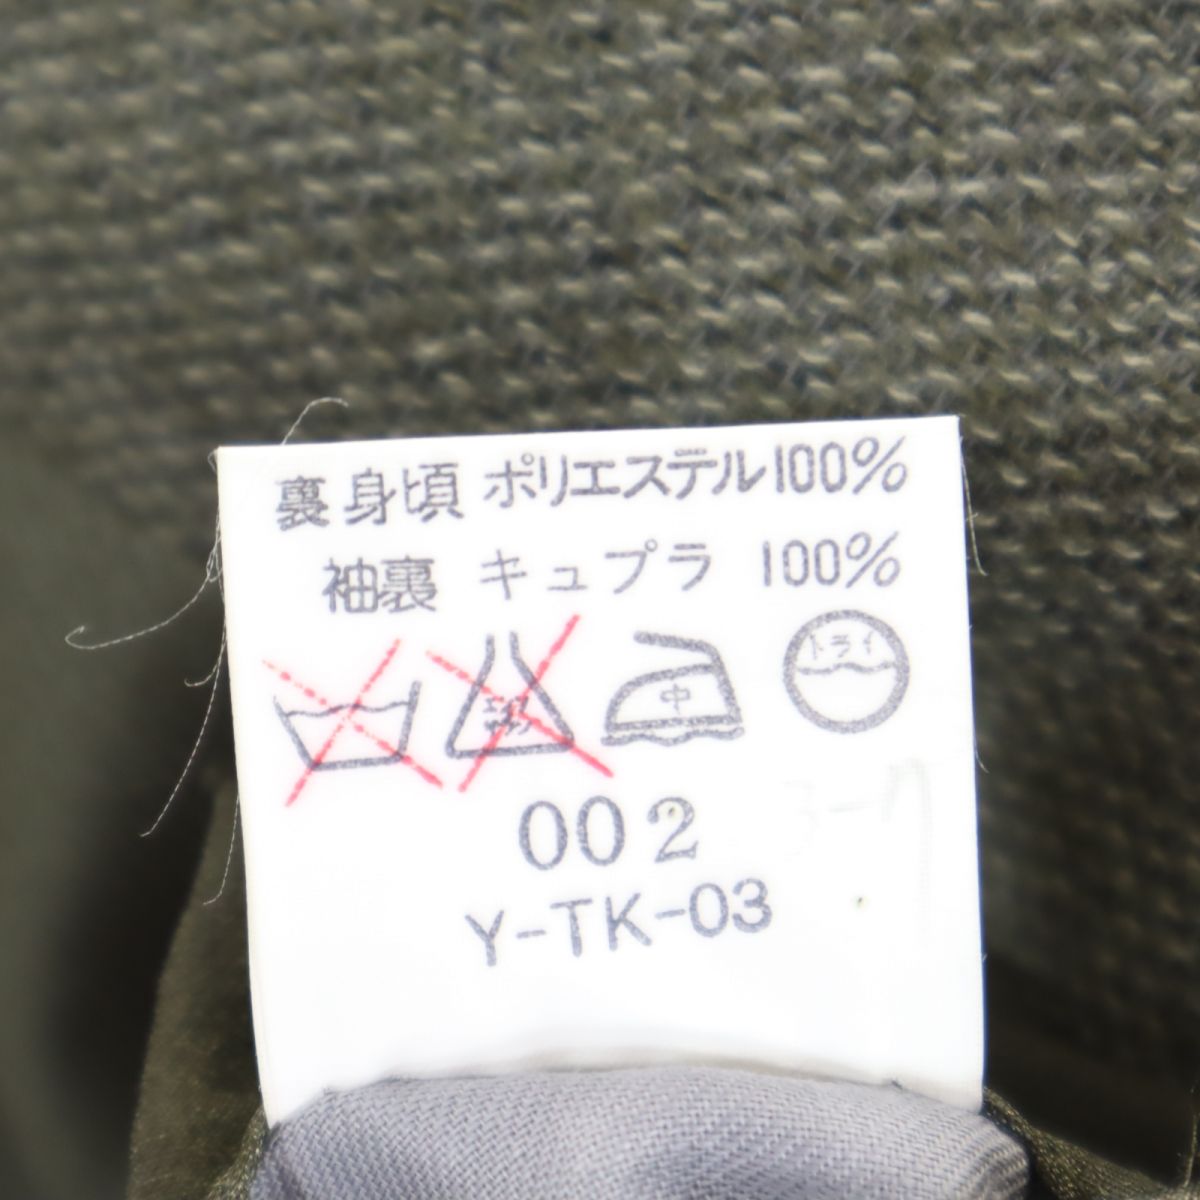 裏身頃 ポリエステル100%
袖裏 キュプラ 100%
中 ドライ
002
Y-TK-03